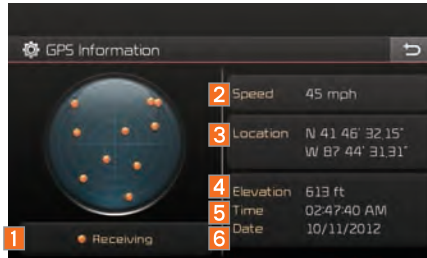 GPS Information
2 Speed 45 mph
3 Location N 41 46' 32.15"
W 87 44' 31.31"
4 Elevation 613 ft
5 Time 02:47:40 AM
6 Date 10/11/2012
1 Receiving